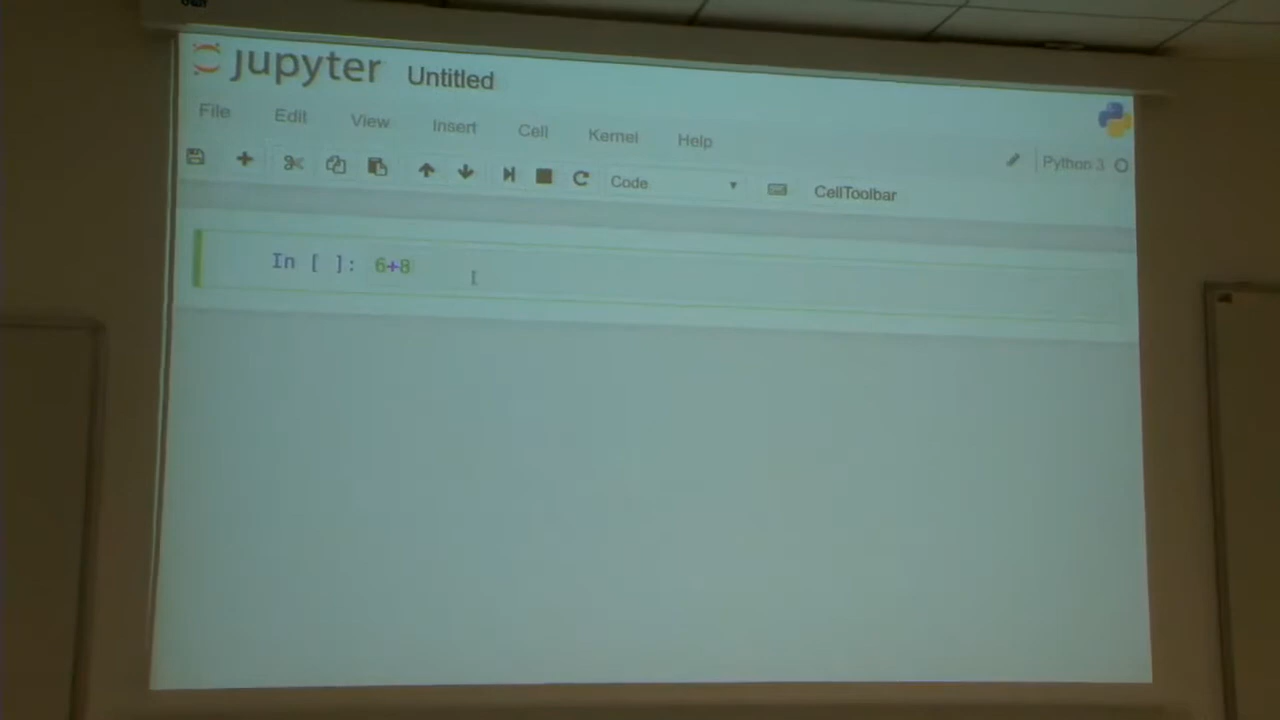 jupyter Untitled
File Edit View Insert Cell Kernel Help
Python 3
Code CellToolbar
In [ ]: 6+8